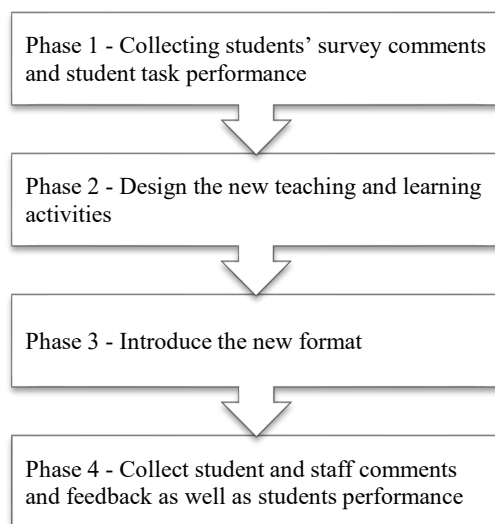 Phase 1 - Collecting students’ survey comments
and student task performance
Phase 2 - Design the new teaching and learning
activities
Phase 3 - Introduce the new format
Phase 4 - Collect student and staff comments
and feedback as well as students performance